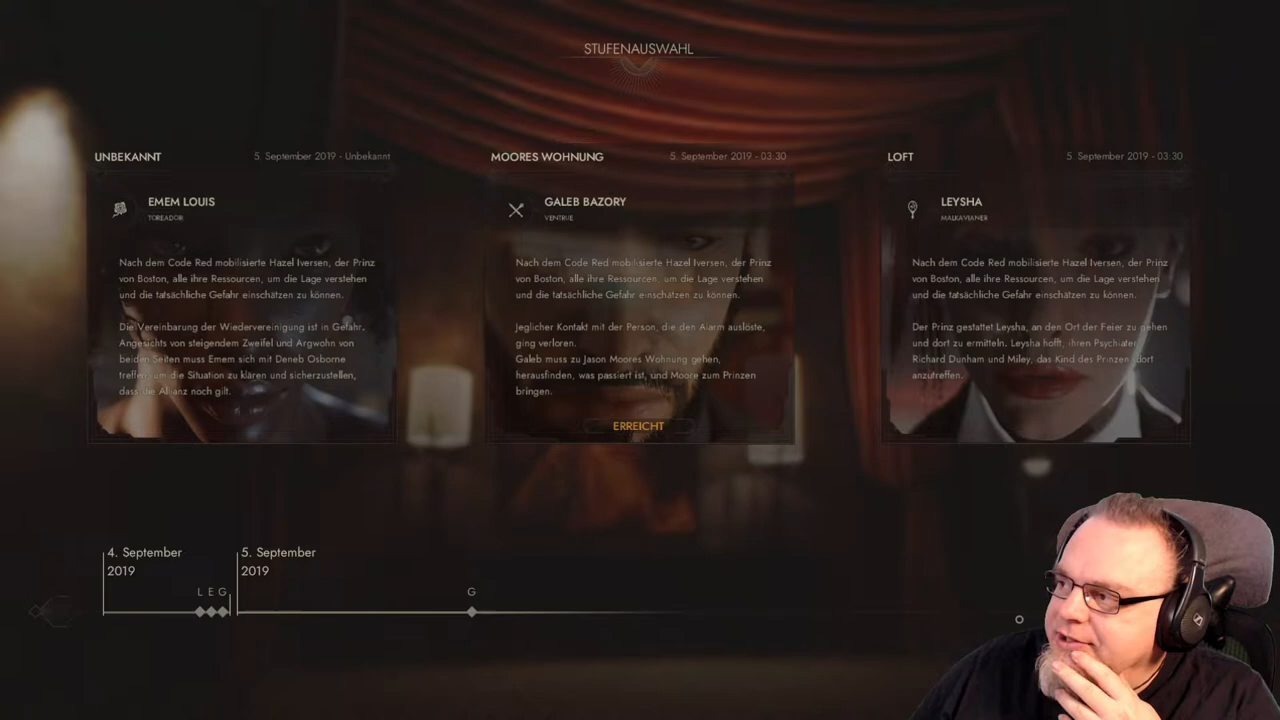 STUFENAUSWAHL
UNBEKANNT
5. September 2019 - Unbekannt
EMEM LOUIS
TOREADOR
Nach dem Code Red mobilisierte Hazel Iversen, der Prinz
von Boston, alle ihre Ressourcen, um die Lage verstehen
und die tatsächliche Gefahr einschätzen zu können.
Die Vereinbarung der Wiedervereinigung ist in Gefahr.
Angesichts von steigendem Zweifel und Argwohn von
beiden Seiten muss Emem sich mit Deneb Osborne
treffen, um die Situation zu klären und sicherzustellen,
dass die Allianz noch gilt.
MOORES WOHNUNG
5. September 2019 - 03:30
GALEB BAZORY
VENTRUE
Nach dem Code Red mobilisierte Hazel Iversen, der Prinz
von Boston, alle ihre Ressourcen, um die Lage verstehen
und die tatsächliche Gefahr einschätzen zu können.
Jeglicher Kontakt mit der Person, die den Alarm auslöste,
ging verloren.
Galeb muss zu Jason Moores Wohnung gehen,
herausfinden, was passiert ist, und Moore zum Prinzen
bringen.
ERREICHT
LOFT
5. September 2019 - 03:30
LEYSHA
MALKAVIANER
Nach dem Code Red mobilisierte Hazel Iversen, der Prinz
von Boston, alle ihre Ressourcen, um die Lage verstehen
und die tatsächliche Gefahr einschätzen zu können.
Der Prinz gestattet Leysha, an den Ort der Feier zu gehen
und dort zu ermitteln. Leysha hofft, ihren Psychiater
Richard Dunham und Miley, das Kind des Prinzen, dort
anzutreffen.
4. September
2019
L E G
5. September
2019
G